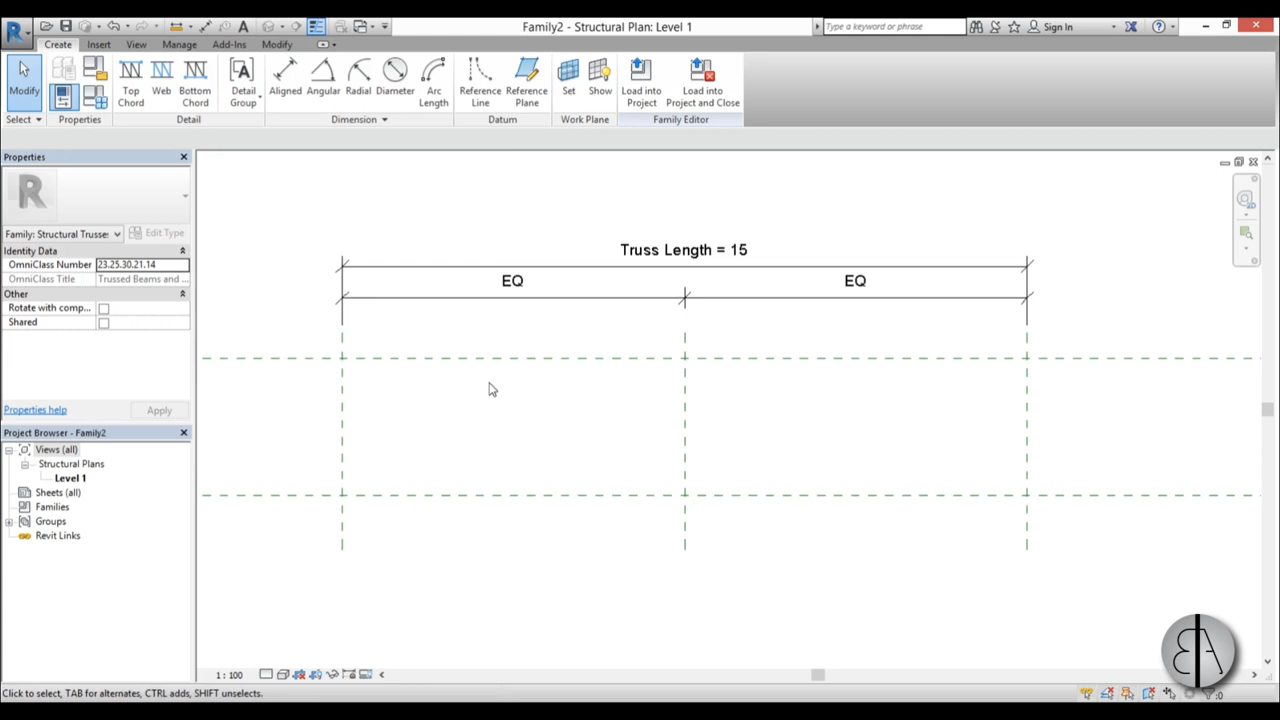 Family2 - Structural Plan: Level 1
Type a keyword or phrase
Sign In
Create Insert View Manage Add-Ins Modify
Modify
Top Chord
Web
Bottom Chord
Detail Group
Aligned
Angular
Radial
Diameter
Arc Length
Reference Line
Reference Plane
Set
Show
Load into Project
Load into Project and Close
Select
Properties
Detail
Dimension
Datum
Work Plane
Family Editor
Properties
R
Family: Structural Trusse:
Edit Type
Identity Data
OmniClass Number 23.25.30.21.14
OmniClass Title Trussed Beams and ...
Other
Rotate with comp...
Shared
Properties help
Apply
Project Browser - Family2
Views (all)
Structural Plans
Level 1
Sheets (all)
Families
Groups
Revit Links
Truss Length = 15
EQ EQ
1 : 100
Click to select, TAB for alternates, CTRL adds, SHIFT unselects.
:0